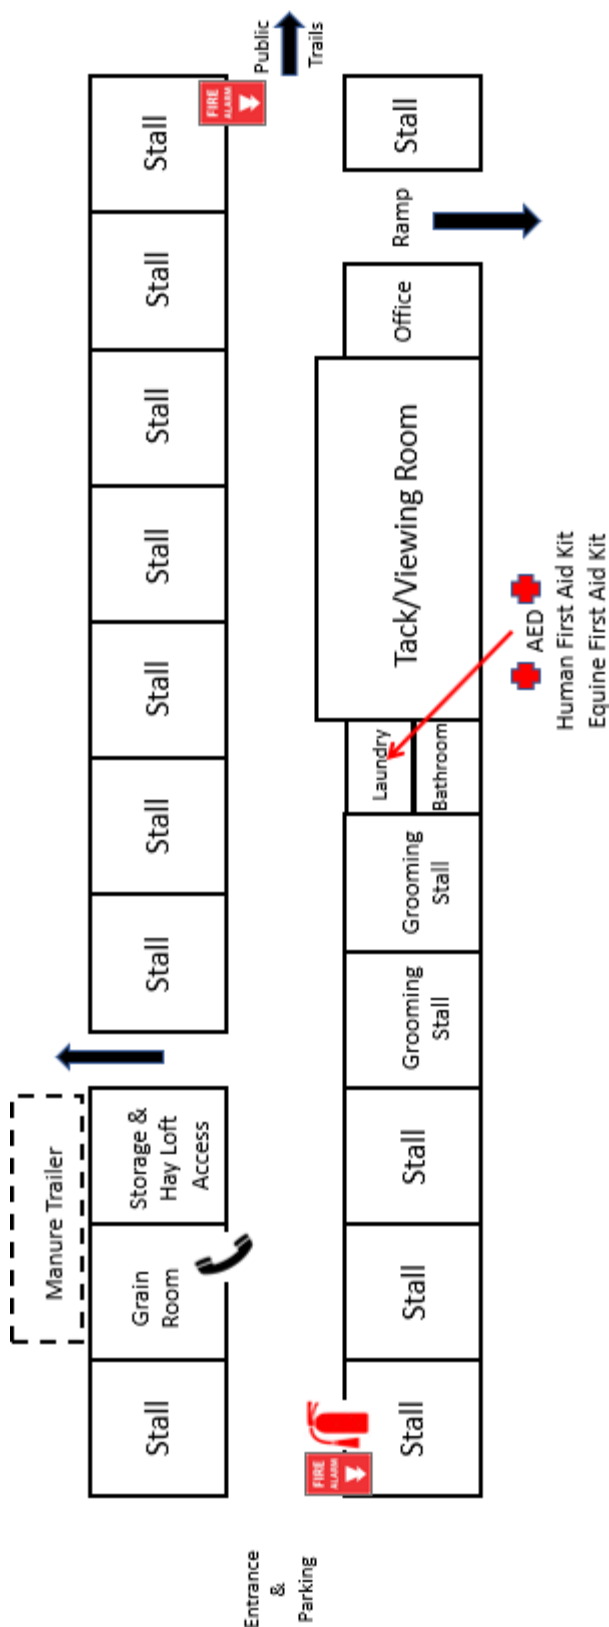 Manure Trailer
Stall
Grain
Room
Storage &
Hay Loft
Access
Stall
Stall
Stall
Stall
Stall
Stall
Stall
FIRE
ALARM
Entrance
&
Parking
Public
Trails
FIRE
ALARM
Stall
Stall
Stall
Grooming
Stall
Grooming
Stall
Laundry
Bathroom
Tack/Viewing Room
Office
Ramp
Stall
AED
Human First Aid Kit
Equine First Aid Kit